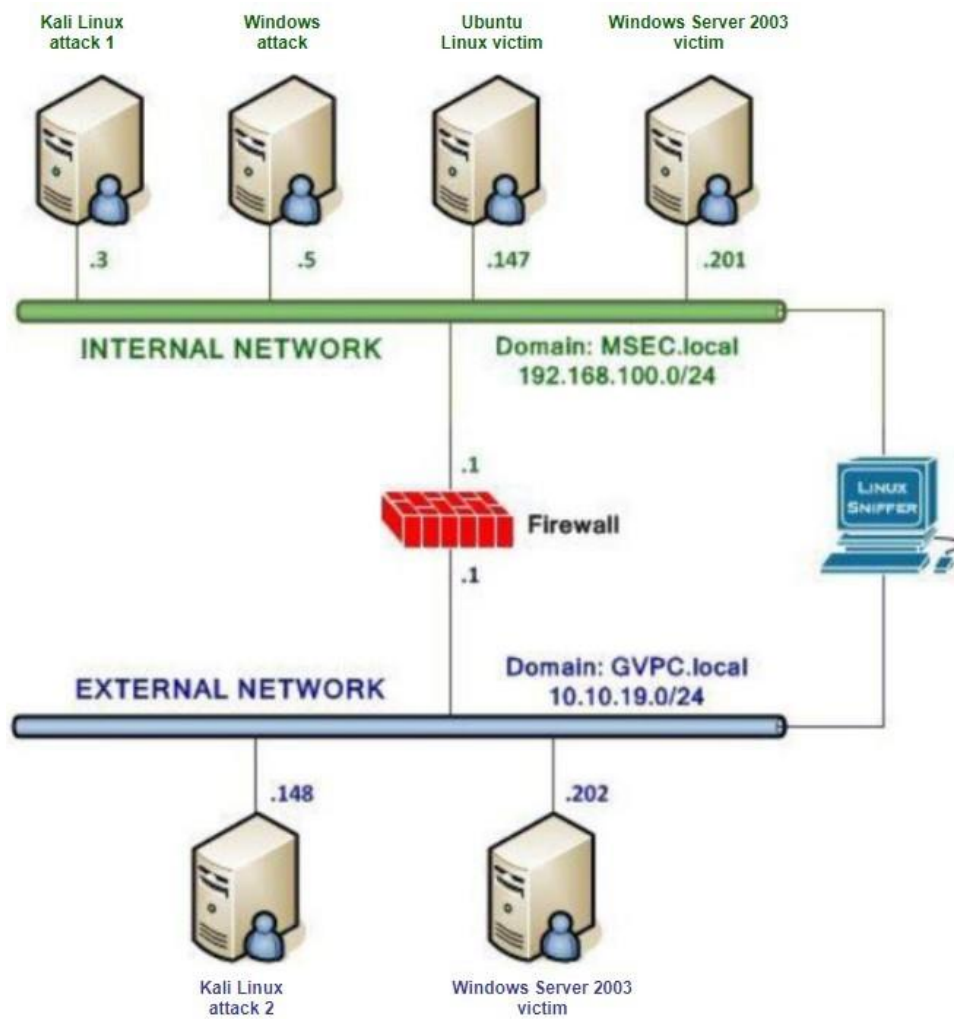 Kali Linux
attack 1
Windows
attack
Ubuntu
Linux victim
Windows Server 2003
victim
.3
.5
.147
.201
INTERNAL NETWORK
Domain: MSEC.local
192.168.100.0/24
.1
Firewall
.1
LINUX
SNIFFER
EXTERNAL NETWORK
Domain: GVPC.local
10.10.19.0/24
.148
.202
Kali Linux
attack 2
Windows Server 2003
victim